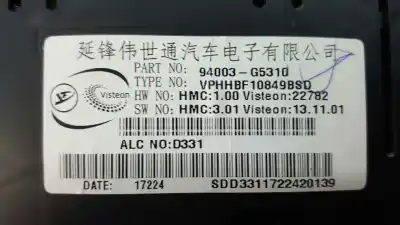 延锋伟世通汽车电子有限公司
PART NO: 94003-G5310
TYPE NO: VPHHBF10849BSD
HW NO: HMC:1.00 Visteon:22782
SW NO: HMC:3.01 Visteon:13.11.01
Visteon
ALC NO:D331
DATE: 17224 SDD3311722420139